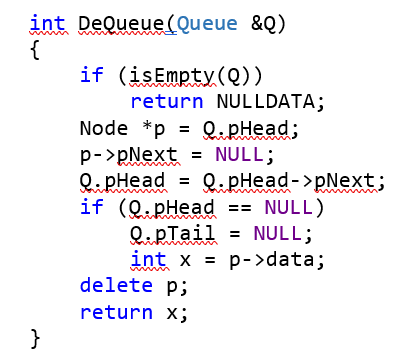 int DeQueue(Queue &Q)
{
    if (isEmpty(Q))
        return NULLDATA;
    Node *p = Q.pHead;
    p->pNext = NULL;
    Q.pHead = Q.pHead->pNext;
    if (Q.pHead == NULL)
        Q.pTail = NULL;
        int x = p->data;
    delete p;
    return x;
}